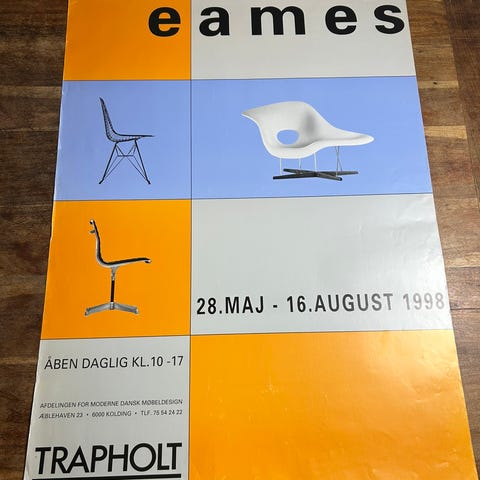 eames
28.MAJ - 16.AUGUST 1998
ÅBEN DAGLIG KL.10 -17
AFDELINGEN FOR MODERNE DANSK MØBELDESIGN
ÆBLEHAVEN 23 • 6000 KOLDING • TLF. 75 54 24 22
TRAPHOLT